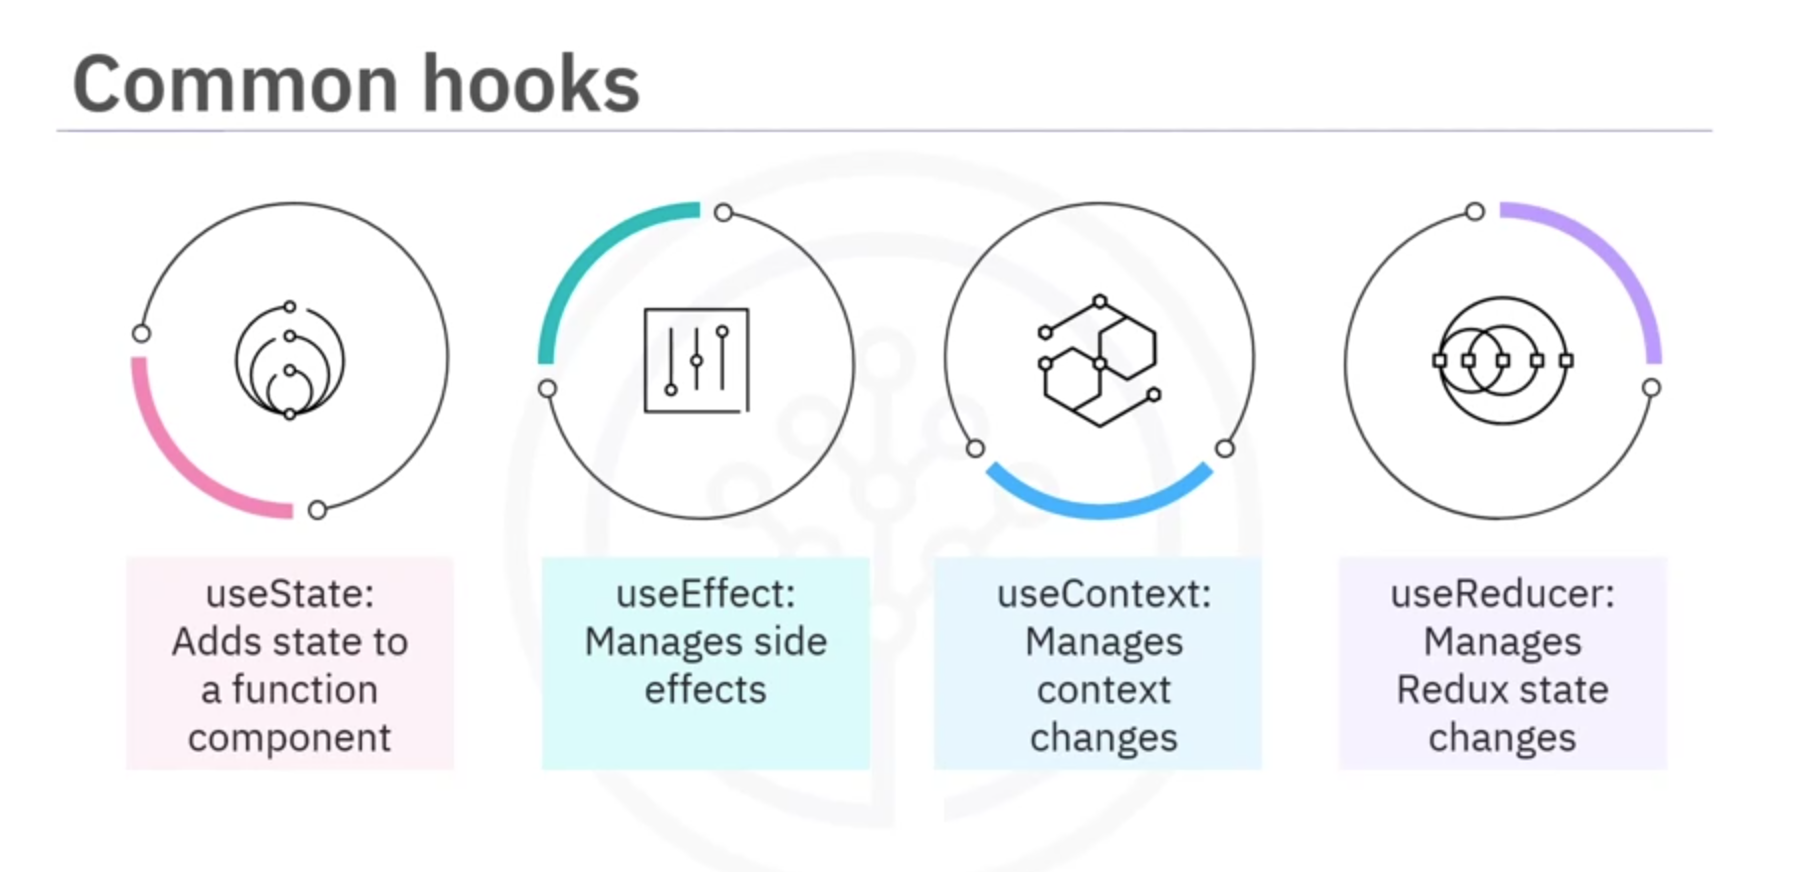 Common hooks
useState:
Adds state to
a function
component
useEffect:
Manages side
effects
useContext:
Manages
context
changes
useReducer:
Manages
Redux state
changes